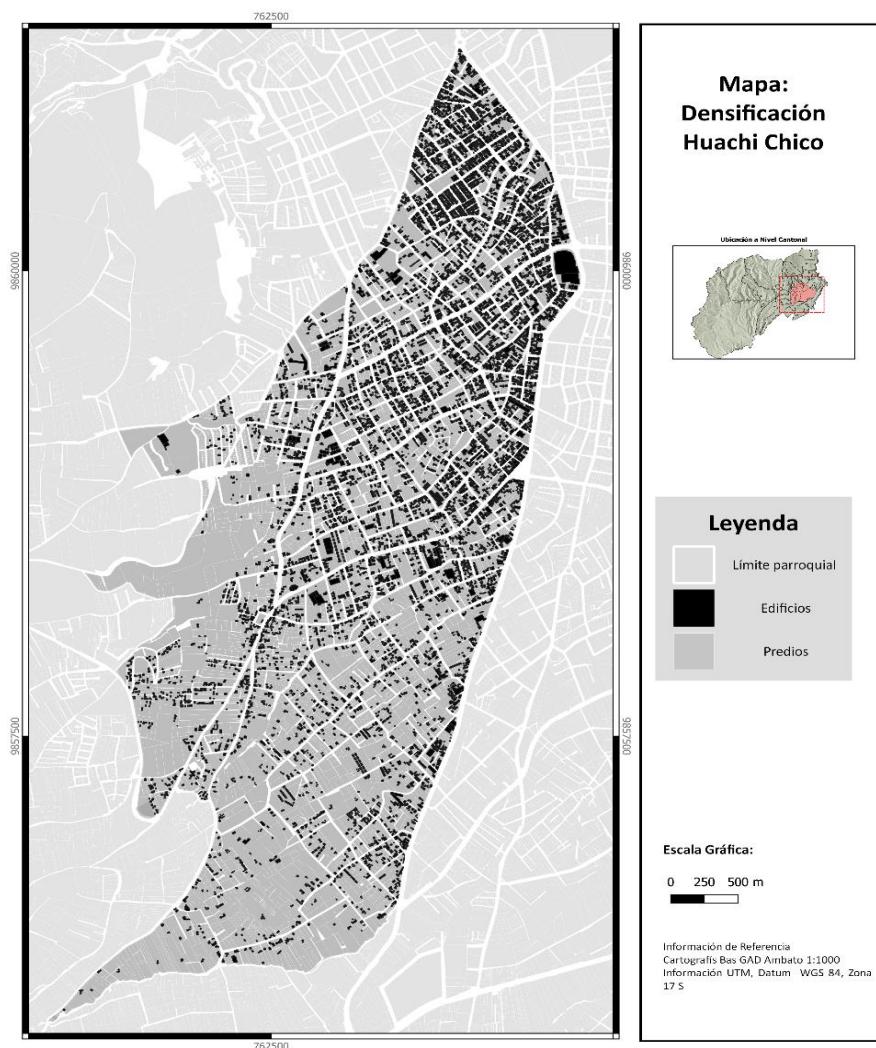 762500
9860000
9860000
9857500
9857500
762500
Mapa:
Densificación
Huachi Chico
Ubicación a Nivel Cantonal
Leyenda
Límite parroquial
Edificios
Predios
Escala Gráfica:
0 250 500 m
Información de Referencia
Cartografís Bas GAD Ambato 1:1000
Información UTM, Datum WGS 84, Zona
17 S